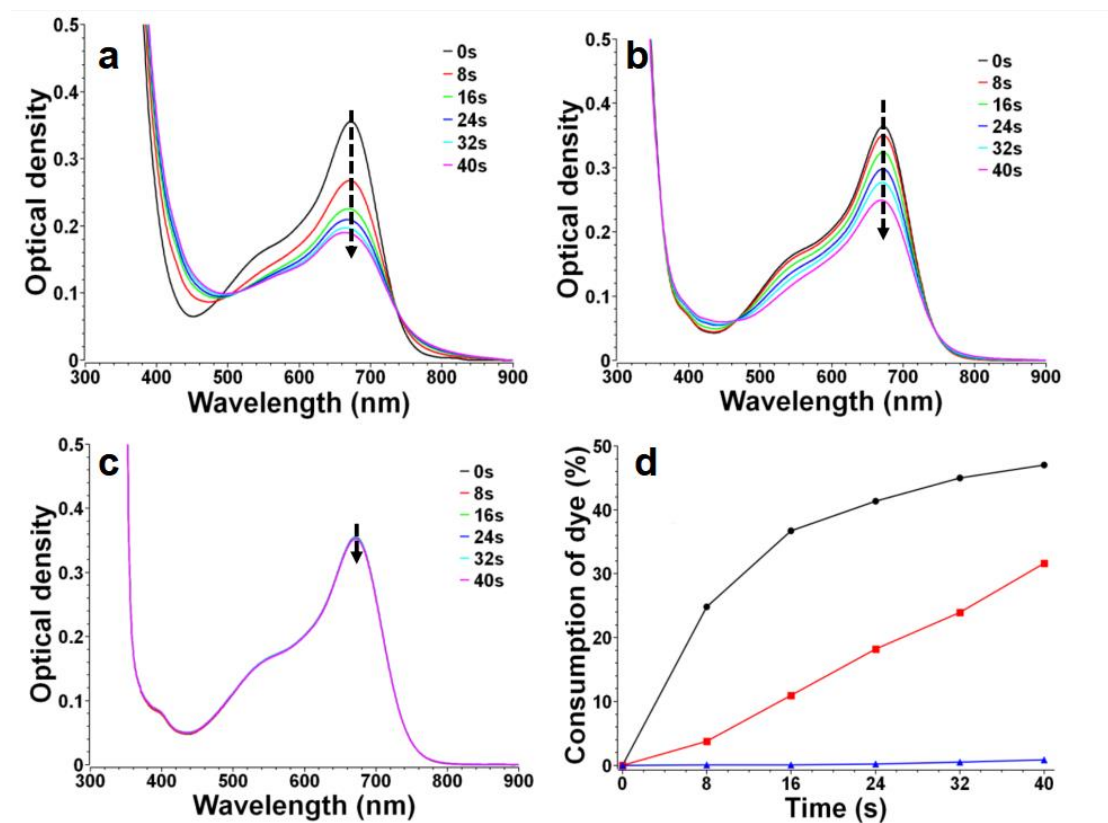 a
0.5
0.4
0.3
0.2
0.1
0
Optical density
0s
8s
16s
24s
32s
40s
300 400 500 600 700 800 900
Wavelength (nm)
b
0.5
0.4
0.3
0.2
0.1
0
Optical density
0s
8s
16s
24s
32s
40s
300 400 500 600 700 800 900
Wavelength (nm)
c
0.5
0.4
0.3
0.2
0.1
0
Optical density
0s
8s
16s
24s
32s
40s
300 400 500 600 700 800 900
Wavelength (nm)
d
50
40
30
20
10
0
Consumption of dye (%)
0 8 16 24 32 40
Time (s)